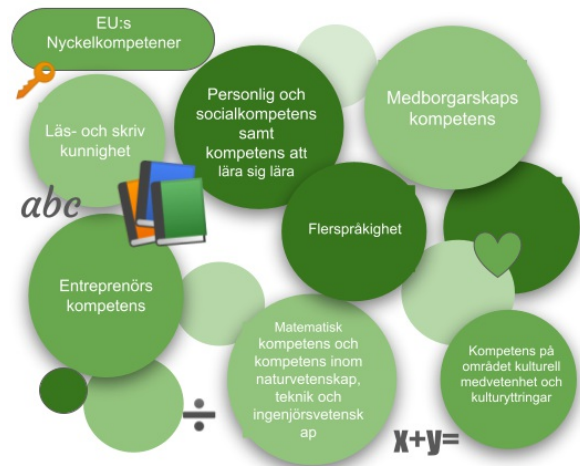 EU:s
Nyckelkompetener
Personlig och
socialkompetens
samt
kompetens att
lära sig lära
Medborgarskaps
kompetens
Läs- och skriv
kunnighet
abc
Flerspråkighet
Entreprenörs
kompetens
Matematisk
kompetens och
kompetens inom
naturvetenskap,
teknik och
ingenjörsvetensk
ap
Kompetens på
området kulturell
medvetenhet och
kulturyttringar
÷
x+y=